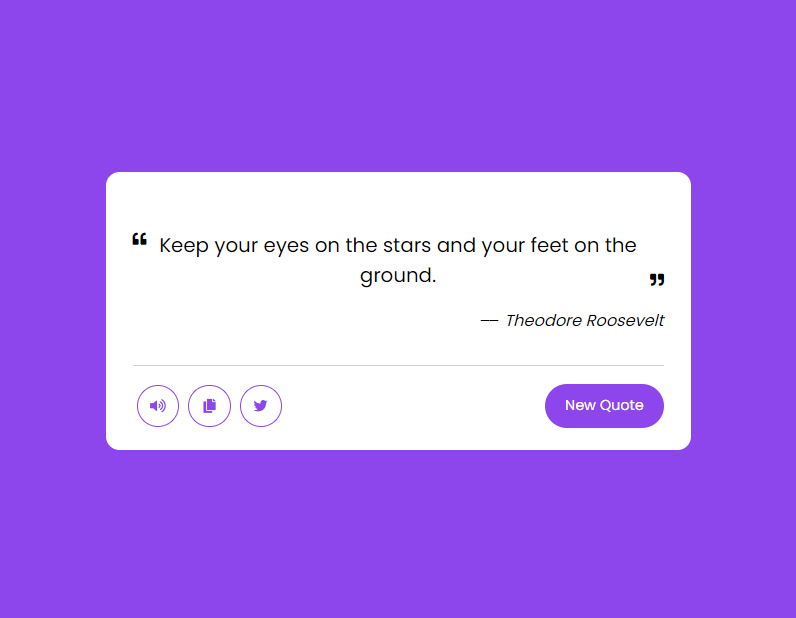 “ Keep your eyes on the stars and your feet on the
ground. ”
— Theodore Roosevelt
New Quote